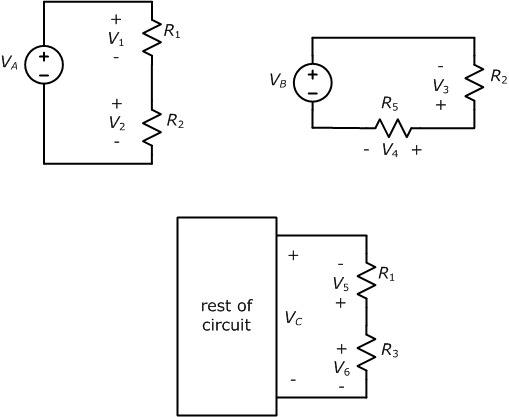 V_A + -
+ V_1 - R_1
+ V_2 - R_2
V_B + -
- V_3 + R_2
R_5
- V_4 +
rest of
circuit
+ V_C -
- V_5 + R_1
+ V_6 - R_3